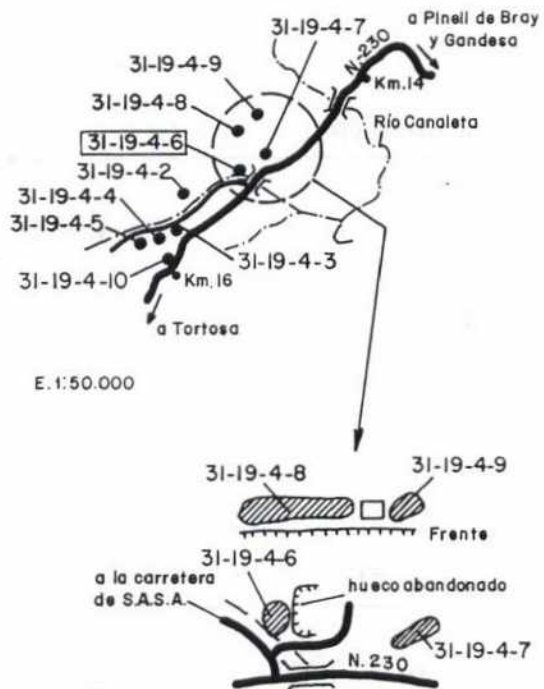 a Pinell de Bray
y Gandesa
31-19-4-7
N-230
31-19-4-9
Km.14
31-19-4-8
Río Canaleta
31-19-4-6
31-19-4-2
31-19-4-4
31-19-4-5
31-19-4-3
31-19-4-10
Km.16
a Tortosa
E. 1:50.000
31-19-4-8
31-19-4-9
Frente
31-19-4-6
a la carretera
de S.A.S.A.
hueco abandonado
31-19-4-7
N. 230